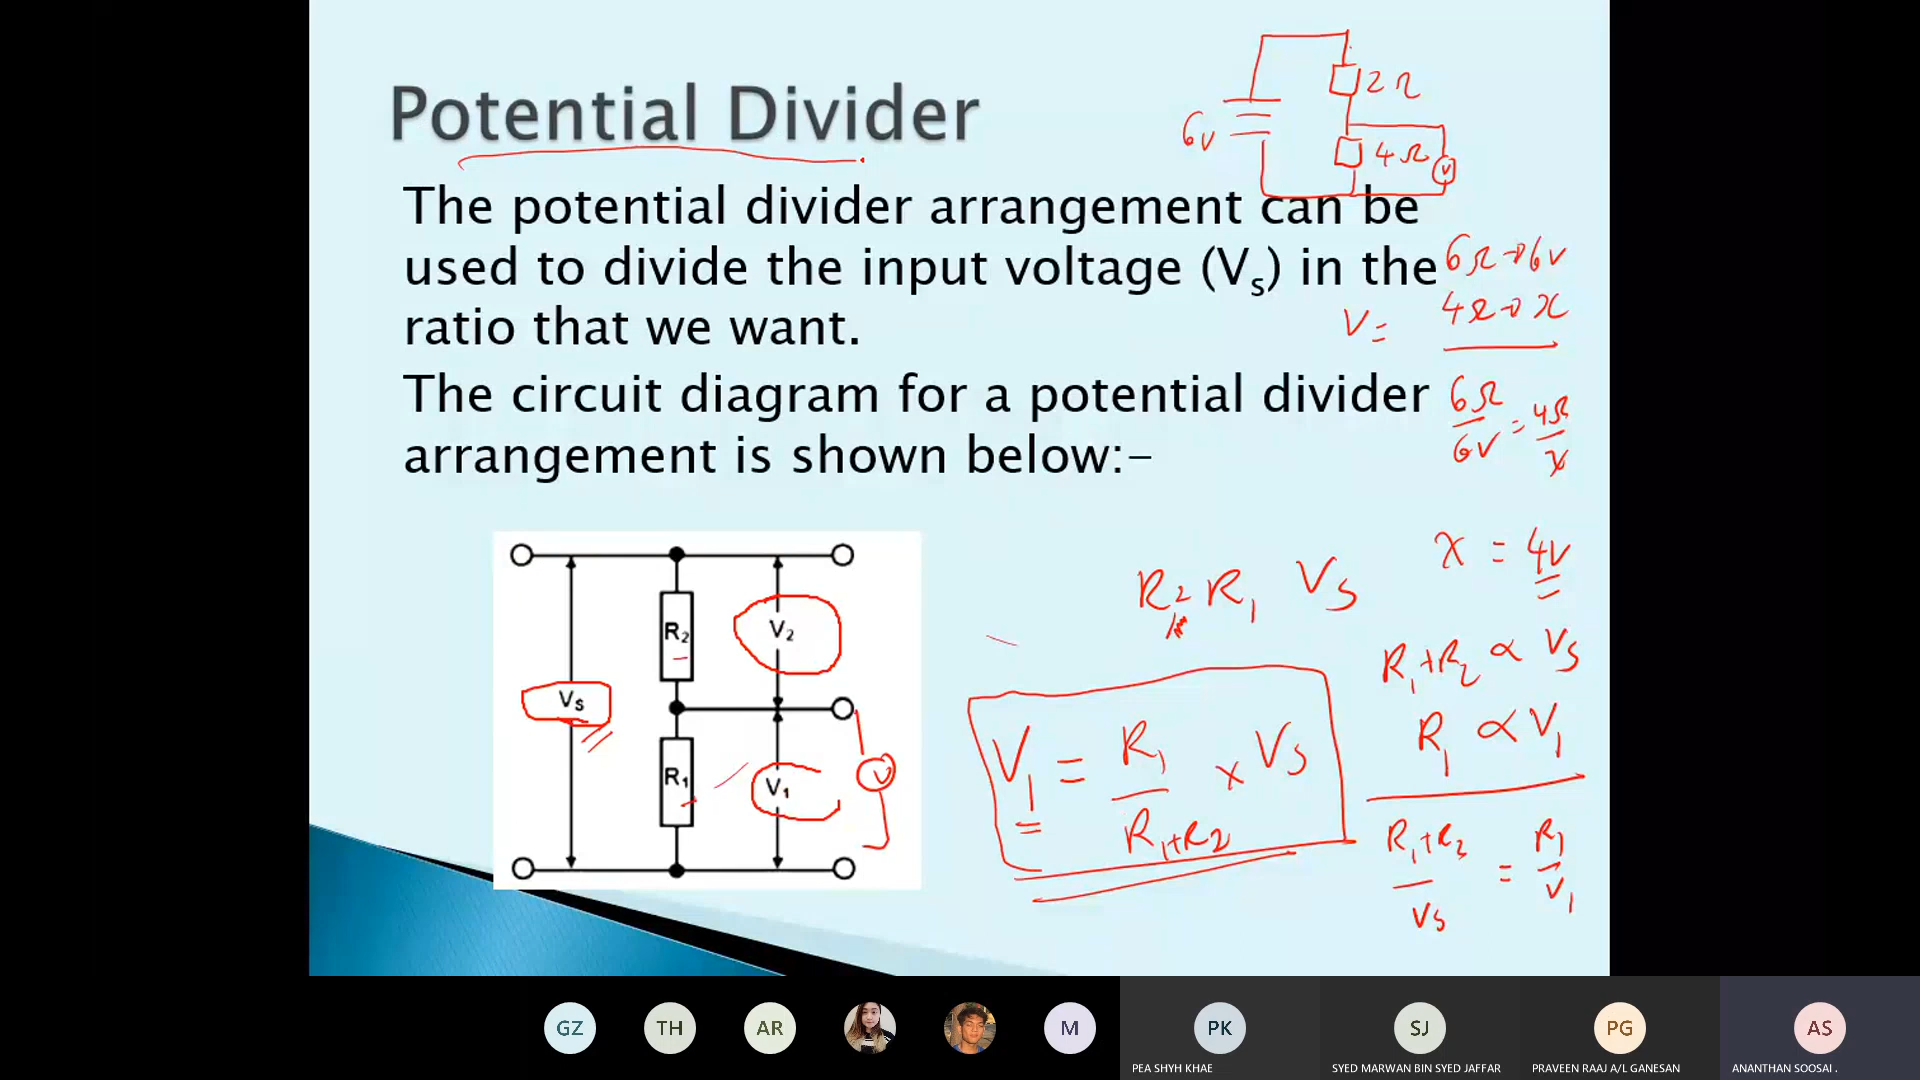 Potential Divider
The potential divider arrangement can be
used to divide the input voltage (Vs) in the
ratio that we want.
The circuit diagram for a potential divider
arrangement is shown below:-
6V
2Ω
4Ω
V
6Ω → 6V
4Ω → x
V =
6Ω/6V = 4Ω/x
x = 4V
R2 R1 Vs
R1+R2 ∝ Vs
R1 ∝ V1
R1+R2/Vs = R1/V1
V1 = R1/R1+R2 × Vs
Vs
R2
V2
R1
V1
V
GZ
TH
AR
M
PK
SJ
PG
AS
PEA SHYH KHAE
SYED MARWAN BIN SYED JAFFAR
PRAVEEN RAAJ A/L GANESAN
ANANTHAN SOOSAI .